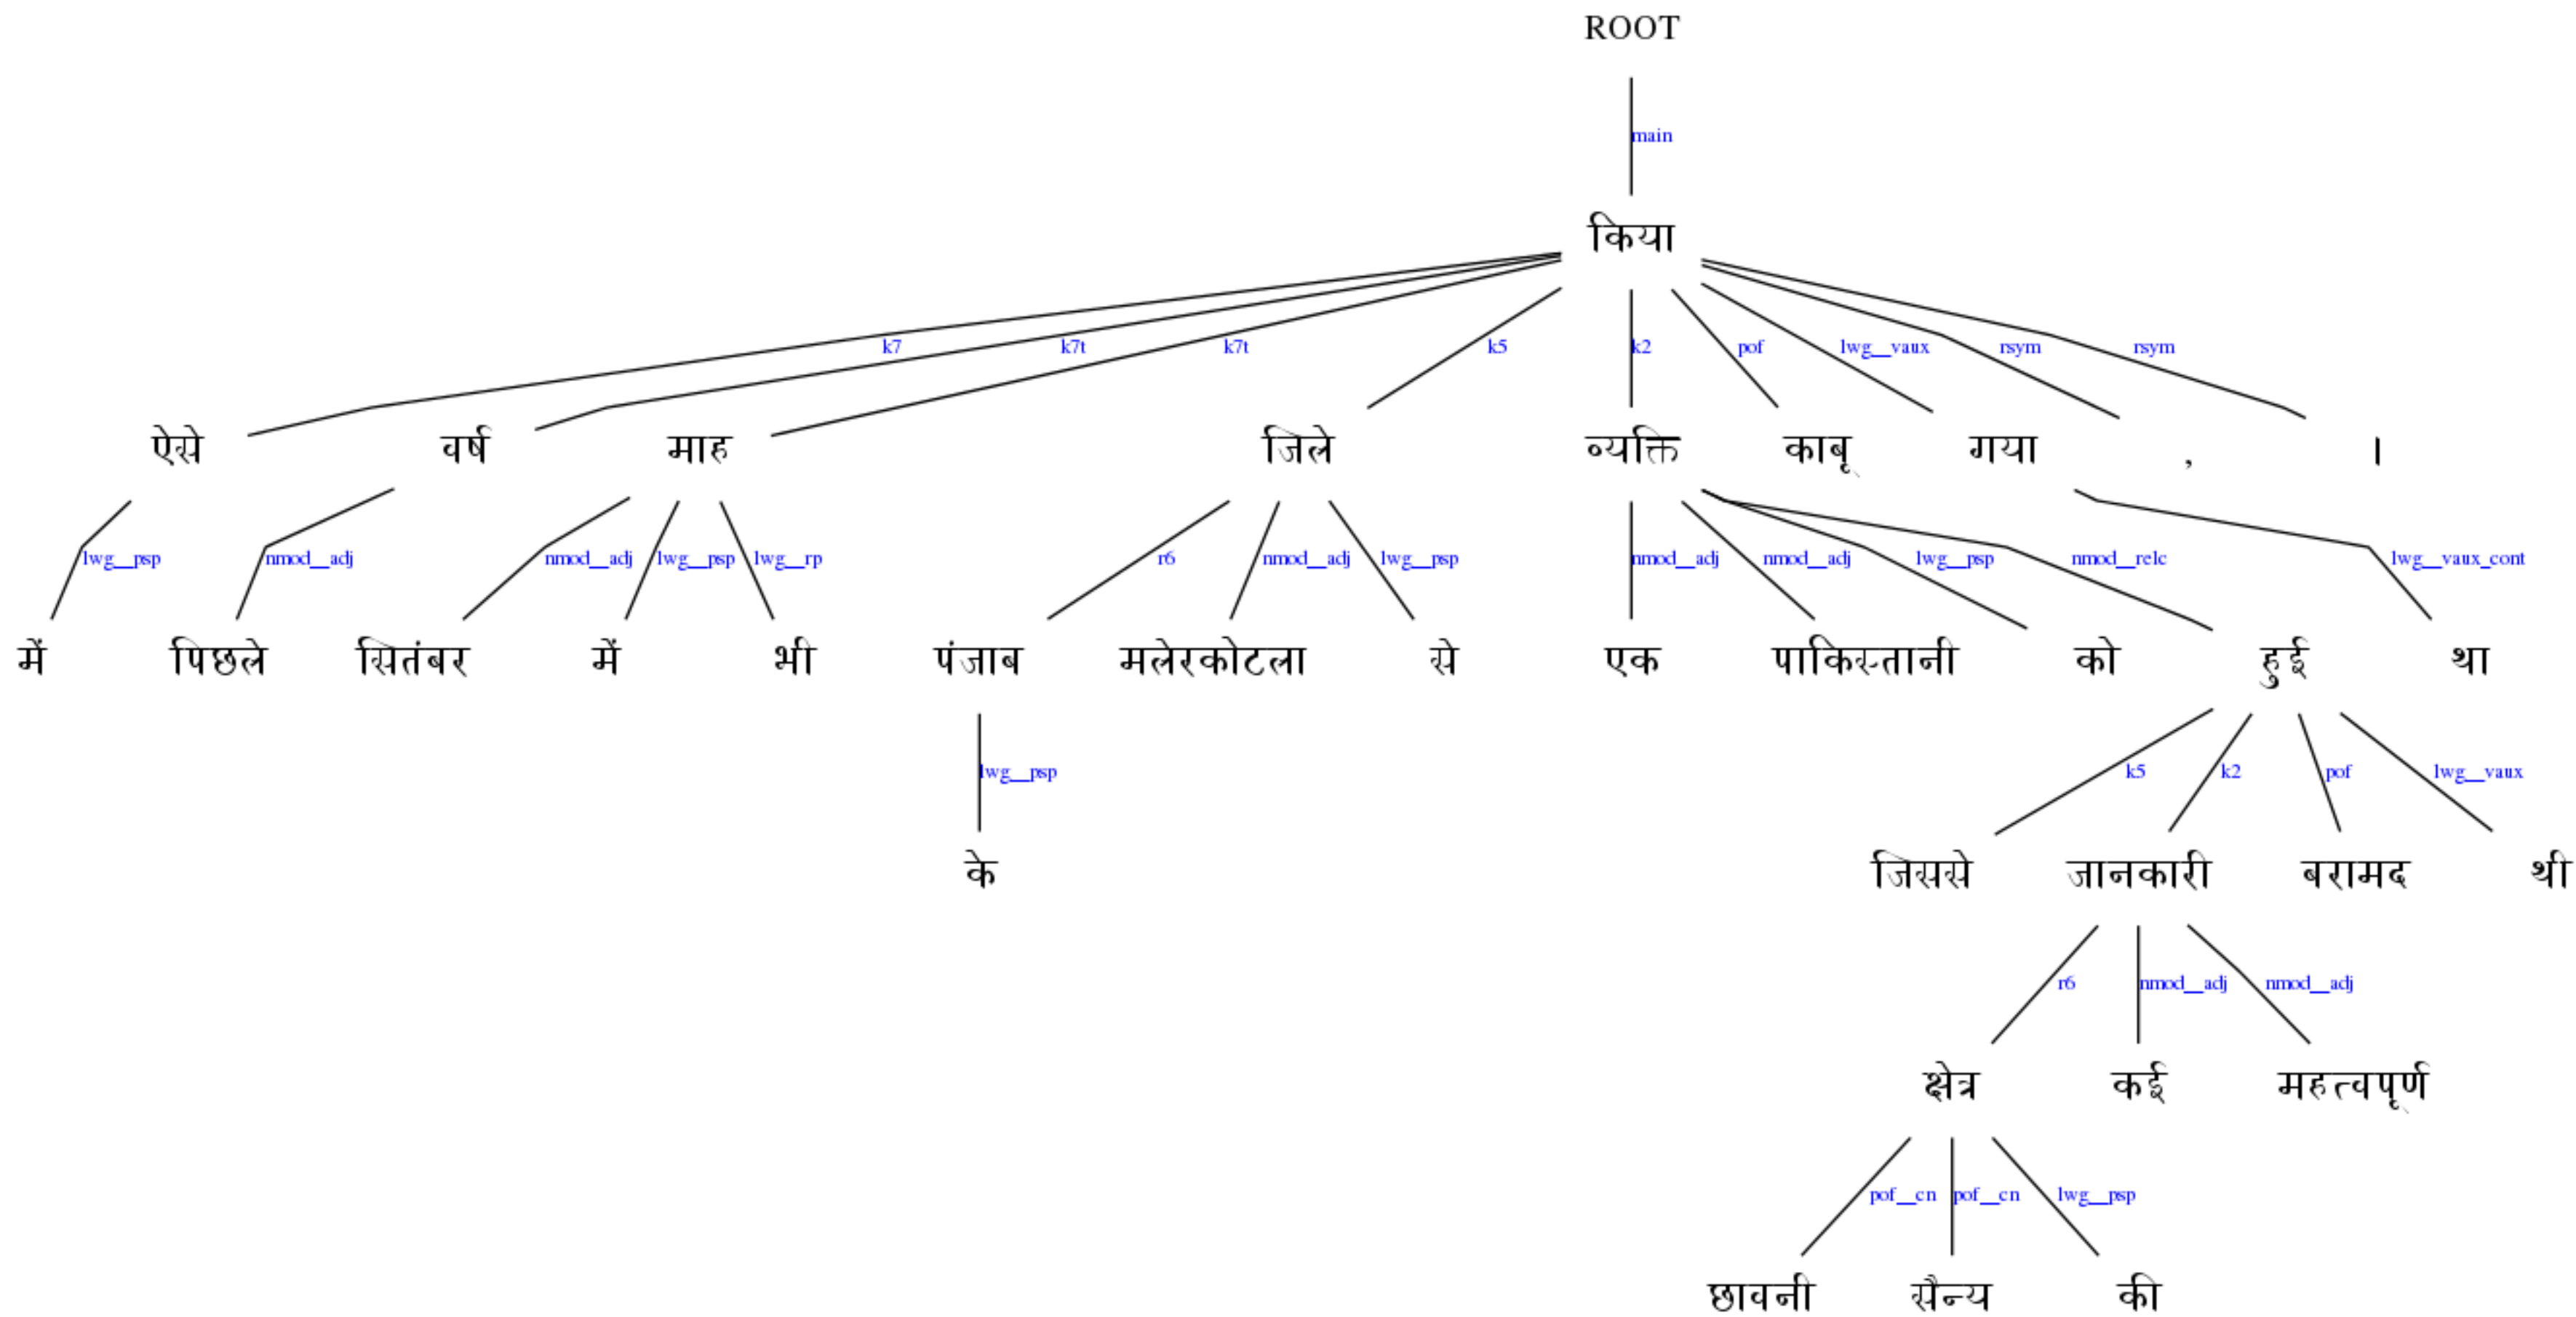 ROOT
main
किया
k7 k7t k7t k5 k2 pof lwg__vaux rsym rsym
ऐसे वर्ष माह जिले व्यक्ति काबू गया , ।
lwg__psp nmod__adj nmod__adj lwg__psp lwg__rp r6 nmod__adj lwg__psp nmod__adj nmod__adj lwg__psp nmod__relc lwg__vaux_cont
में पिछले सितंबर में भी पंजाब मलेरकोटला से एक पाकिस्तानी को हुई था
lwg__psp k5 k2 pof lwg__vaux
के जिससे जानकारी बरामद थी
r6 nmod__adj nmod__adj
क्षेत्र कई महत्वपूर्ण
pof__cn pof__cn lwg__psp
छावनी सैन्य की